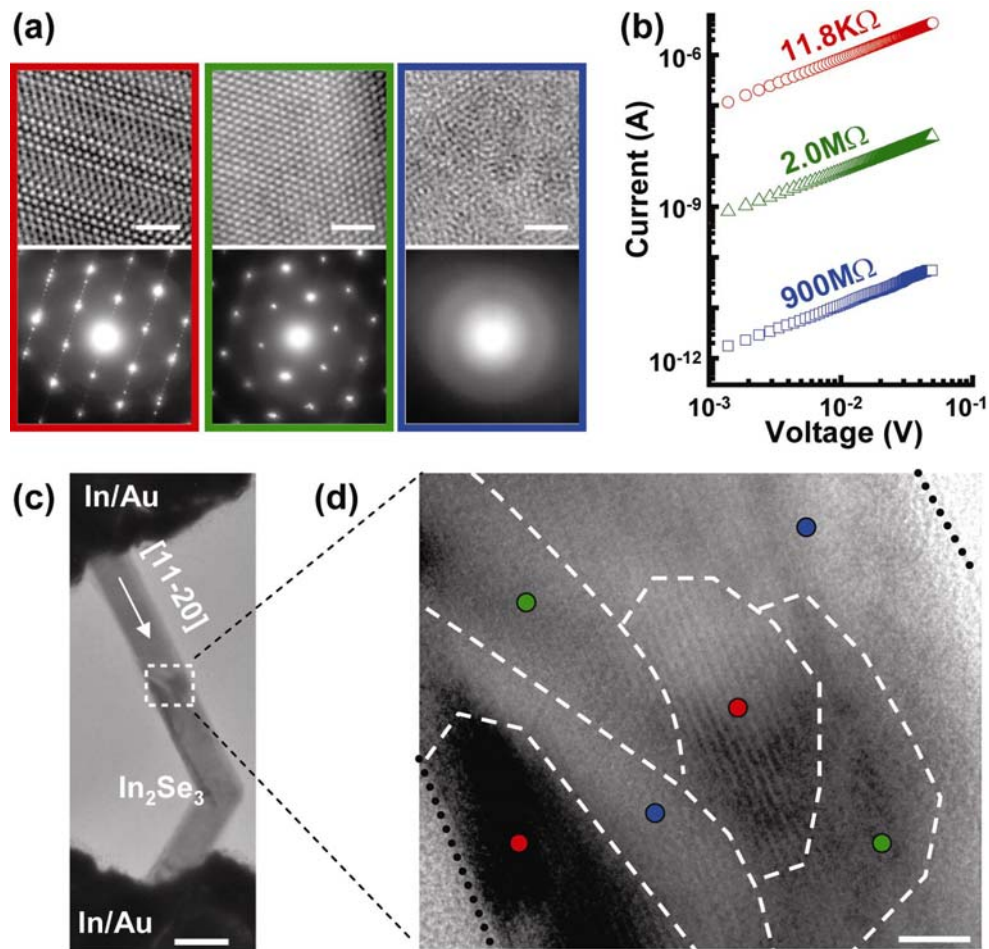 (a)
(b)
11.8KΩ
2.0MΩ
900MΩ
10⁻⁶
10⁻⁹
10⁻¹²
Current (A)
10⁻³
10⁻²
10⁻¹
Voltage (V)
(c)
In/Au
[11-20]
In₂Se₃
In/Au
(d)